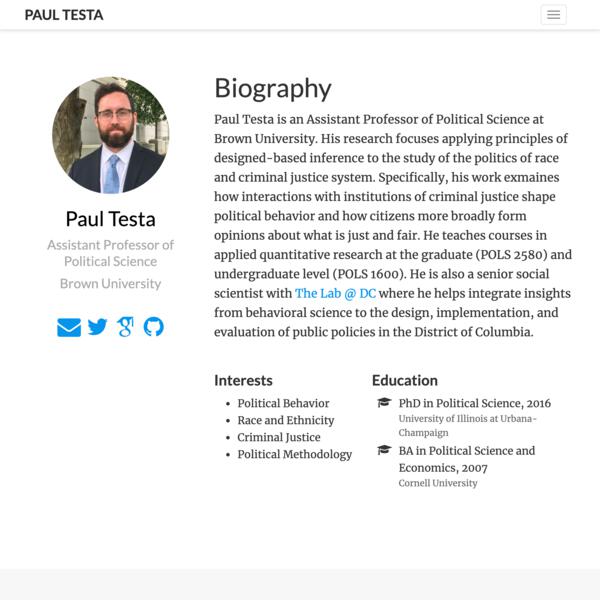 PAUL TESTA
Paul Testa
Assistant Professor of
Political Science
Brown University
Biography
Paul Testa is an Assistant Professor of Political Science at
Brown University. His research focuses applying principles of
designed-based inference to the study of the politics of race
and criminal justice system. Specifically, his work exmaines
how interactions with institutions of criminal justice shape
political behavior and how citizens more broadly form
opinions about what is just and fair. He teaches courses in
applied quantitative research at the graduate (POLS 2580) and
undergraduate level (POLS 1600). He is also a senior social
scientist with The Lab @ DC where he helps integrate insights
from behavioral science to the design, implementation, and
evaluation of public policies in the District of Columbia.
Interests
Political Behavior
Race and Ethnicity
Criminal Justice
Political Methodology
Education
PhD in Political Science, 2016
University of Illinois at Urbana-
Champaign
BA in Political Science and
Economics, 2007
Cornell University